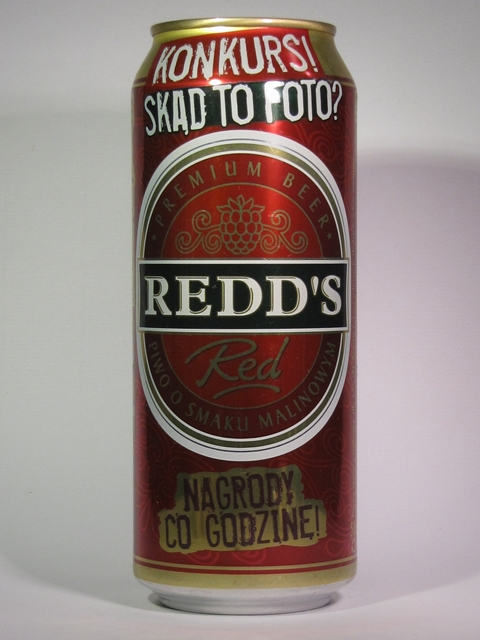 KONKURS!
SKĄD TO FOTO?
PREMIUM BEER
REDD'S
Red
PIWO O SMAKU MALINOWYM
NAGRODY
CO GODZINĘ!